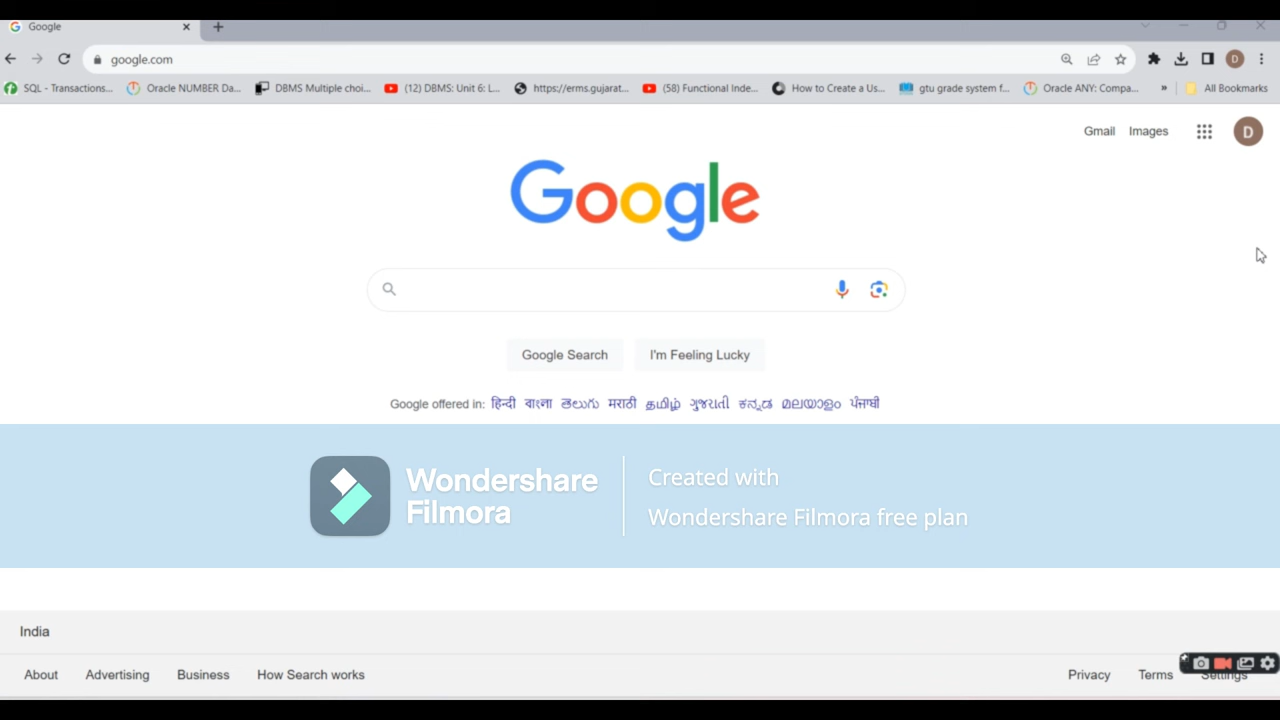 Google
google.com
SQL - Transactions... Oracle NUMBER Da... DBMS Multiple choi... (12) DBMS: Unit 6: L... https://erms.gujarat... (58) Functional Inde... How to Create a Us... gtu grade system f... Oracle ANY: Compa... » All Bookmarks
D
Gmail Images D
Google
Google Search I'm Feeling Lucky
Google offered in: हिन्दी বাংলা తెలుగు मराठी தமிழ் ગુજરાતી ಕನ್ನಡ മലയാളം ਪੰਜਾਬੀ
Wondershare
Filmora
Created with
Wondershare Filmora free plan
India
About Advertising Business How Search works Privacy Terms Settings